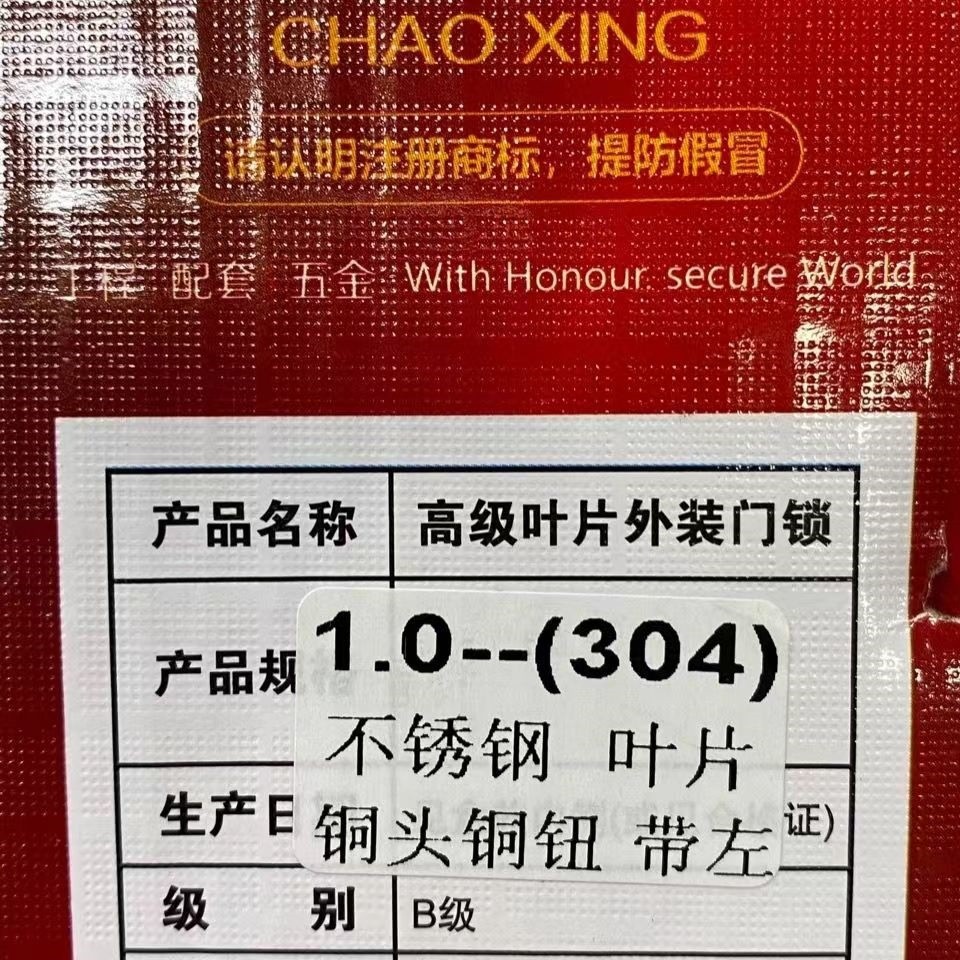 CHAO XING
请认明注册商标，提防假冒
工程 配套 五金 With Honour secure World
产品名称 高级叶片外装门锁
产品规
1.0--(304)
不锈钢 叶片
铜头铜钮 带左
生产日
证)
级 别 B级